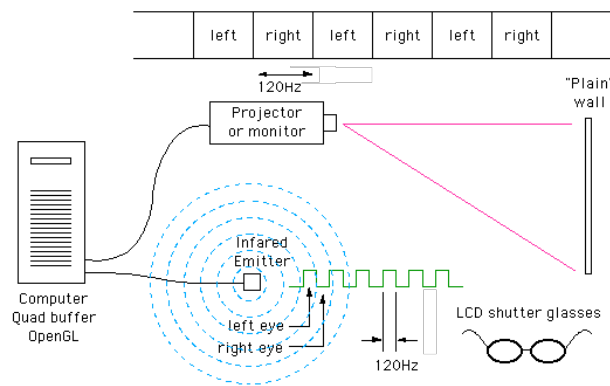 left right left right left right
120Hz
"Plain"
wall
Projector
or monitor
Infared
Emitter
Computer
Quad buffer
OpenGL
left eye
right eye
120Hz
LCD shutter glasses